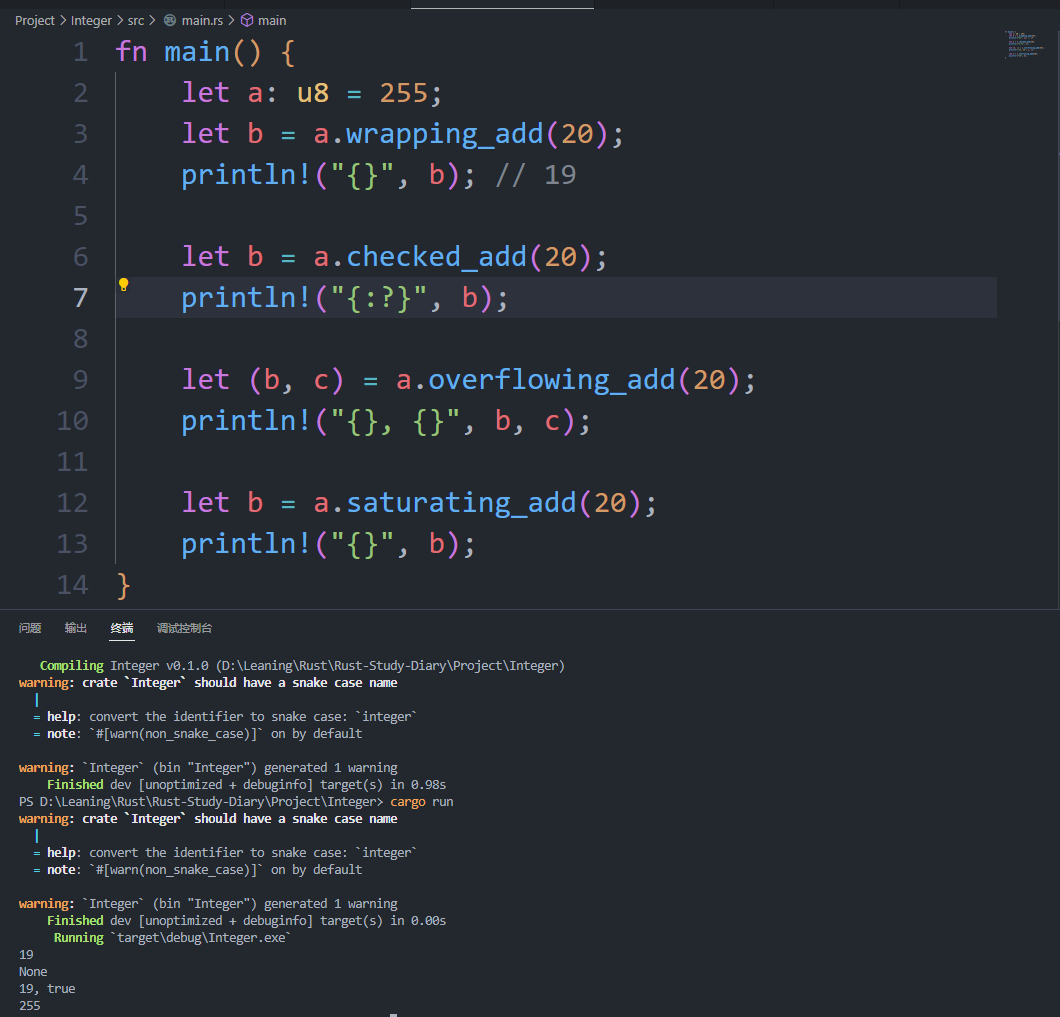 Project > Integer > src > main.rs > main
1 fn main() {
2     let a: u8 = 255;
3     let b = a.wrapping_add(20);
4     println!("{}", b); // 19
5
6     let b = a.checked_add(20);
7     println!("{:?}", b);
8
9     let (b, c) = a.overflowing_add(20);
10     println!("{}, {}", b, c);
11
12     let b = a.saturating_add(20);
13     println!("{}", b);
14 }
问题 输出 终端 调试控制台
   Compiling Integer v0.1.0 (D:\Leaning\Rust\Rust-Study-Diary\Project\Integer)
warning: crate `Integer` should have a snake case name
  |
  = help: convert the identifier to snake case: `integer`
  = note: `#[warn(non_snake_case)]` on by default

warning: `Integer` (bin "Integer") generated 1 warning
    Finished dev [unoptimized + debuginfo] target(s) in 0.98s
PS D:\Leaning\Rust\Rust-Study-Diary\Project\Integer> cargo run
warning: crate `Integer` should have a snake case name
  |
  = help: convert the identifier to snake case: `integer`
  = note: `#[warn(non_snake_case)]` on by default

warning: `Integer` (bin "Integer") generated 1 warning
    Finished dev [unoptimized + debuginfo] target(s) in 0.00s
     Running `target\debug\Integer.exe`
19
None
19, true
255